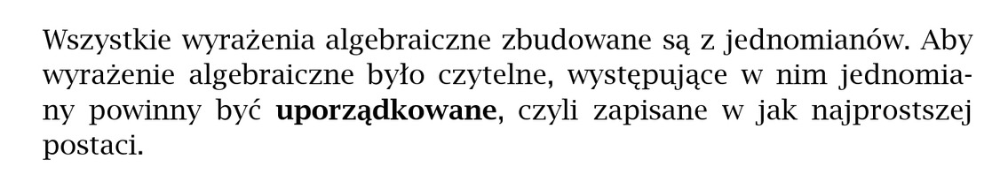 Wszystkie wyrażenia algebraiczne zbudowane są z jednomianów. Aby
wyrażenie algebraiczne było czytelne, występujące w nim jednomia-
ny powinny być uporządkowane, czyli zapisane w jak najprostszej
postaci.